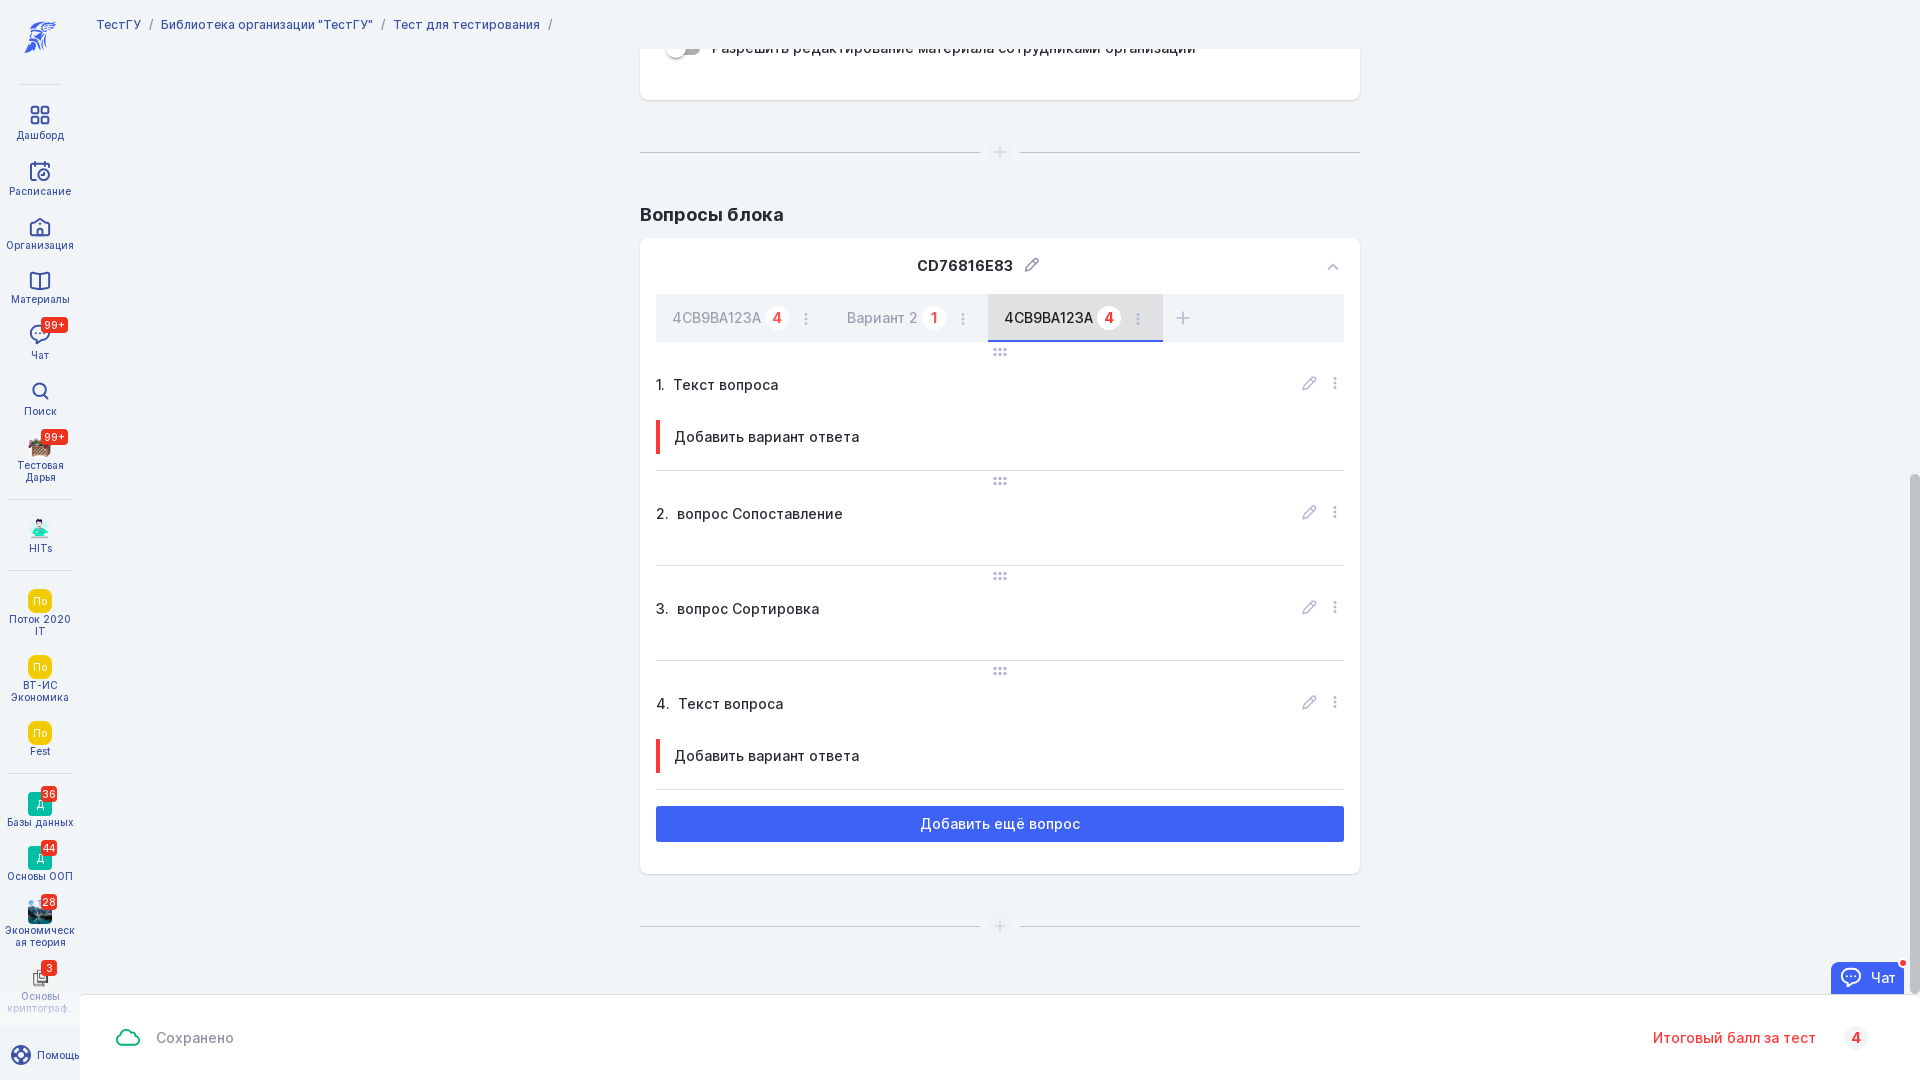 ТестГУ / Библиотека организации "ТестГУ" / Тест для тестирования /
Разрешить редактирование материала сотрудниками организации
Дашборд
Расписание
Организация
Материалы
99+
Чат
Поиск
99+
Тестовая
Дарья
HITs
По
Поток 2020
IT
По
ВТ-ИС
Экономика
По
Fest
36
Д
Базы данных
44
Д
Основы ООП
28
Экономическ
ая теория
3
Основы
криптограф...
Помощь
Вопросы блока
CD76816E83
4CB9BA123A 4 Вариант 2 1 4CB9BA123A 4
1. Текст вопроса
Добавить вариант ответа
2. вопрос Сопоставление
3. вопрос Сортировка
4. Текст вопроса
Добавить вариант ответа
Добавить ещё вопрос
Чат
Сохранено
Итоговый балл за тест 4